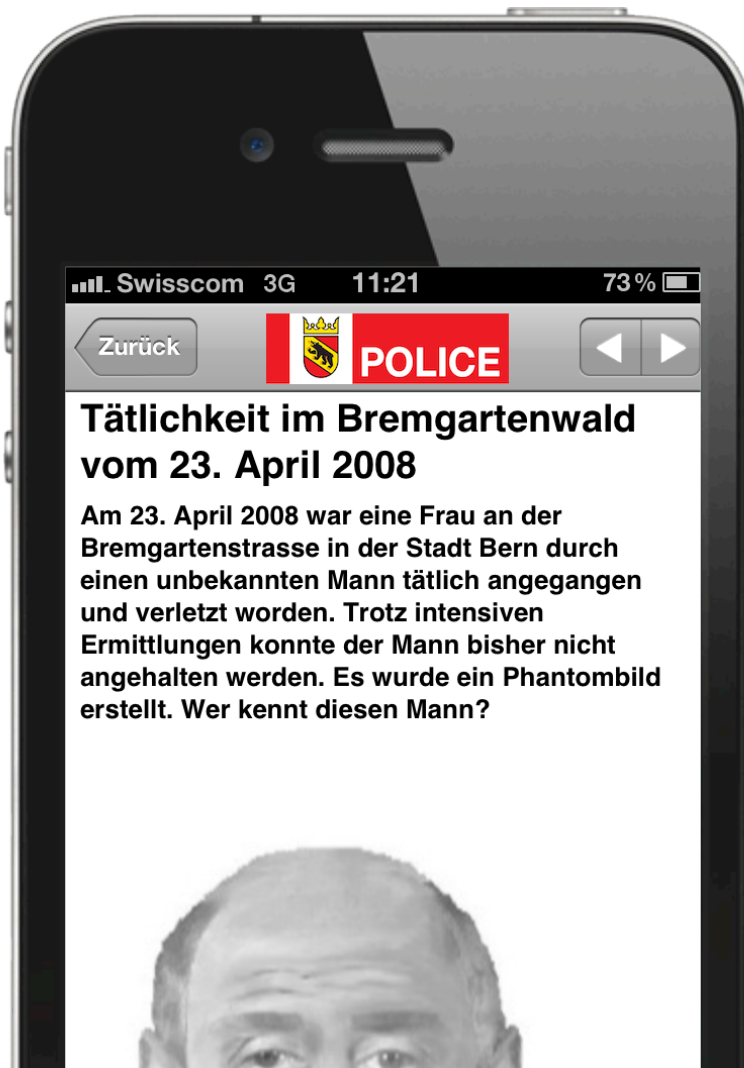 Swisscom 3G 11:21 73 %
Zurück
POLICE
Tätlichkeit im Bremgartenwald
vom 23. April 2008
Am 23. April 2008 war eine Frau an der
Bremgartenstrasse in der Stadt Bern durch
einen unbekannten Mann tätlich angegangen
und verletzt worden. Trotz intensiven
Ermittlungen konnte der Mann bisher nicht
angehalten werden. Es wurde ein Phantombild
erstellt. Wer kennt diesen Mann?